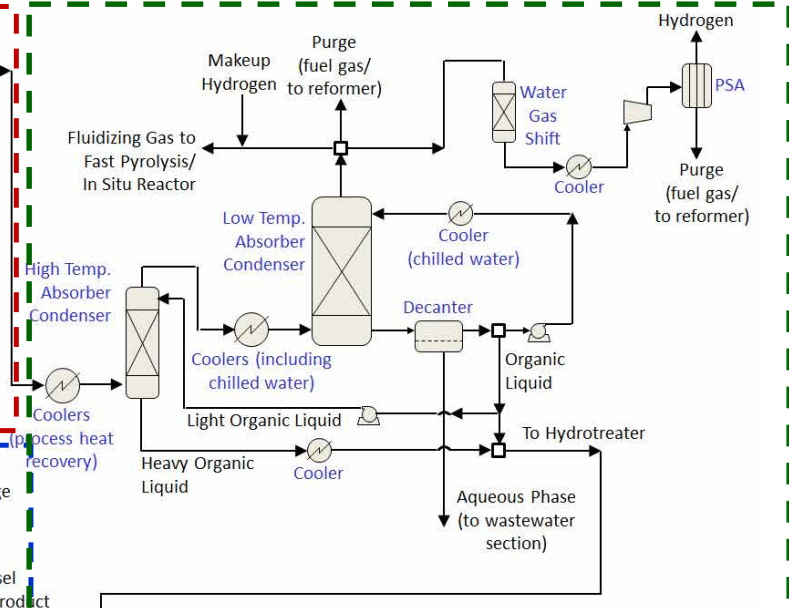 Hydrogen
Makeup
Hydrogen
Purge
(fuel gas/
to reformer)
Water
Gas
Shift
PSA
Fluidizing Gas to
Fast Pyrolysis/
In Situ Reactor
Cooler
Purge
(fuel gas/
to reformer)
Low Temp.
Absorber
Condenser
Cooler
(chilled water)
High Temp.
Absorber
Condenser
Decanter
Coolers (including
chilled water)
Organic
Liquid
Coolers
(process heat
recovery)
Light Organic Liquid
To Hydrotreater
Heavy Organic
Liquid
Cooler
Aqueous Phase
(to wastewater
section)